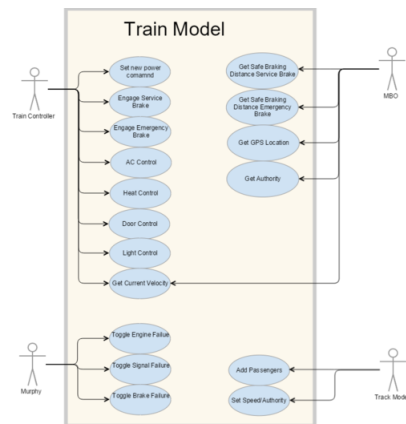 Train Model
Set new power
comamnd
Engage Service
Brake
Engage Emergency
Brake
AC Control
Heat Control
Door Control
Light Control
Get Current Velocity
Train Controller
Get Safe Braking
Distance Service Brake
Get Safe Braking
Distance Emergency
Brake
Get GPS Location
Get Authority
MBO
Toggle Engine Failue
Toggle Signal Failure
Toggle Brake Failure
Murphy
Add Passengers
Set Speed/Authority
Track Mode